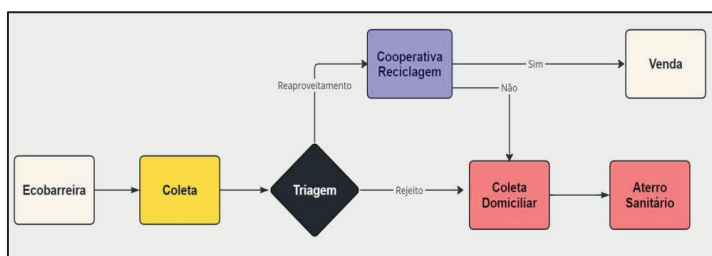 Cooperativa
Reciclagem
Sim
Venda
Reaproveitamento
Não
Ecobarreira
Coleta
Triagem
Rejeito
Coleta
Domiciliar
Aterro
Sanitário